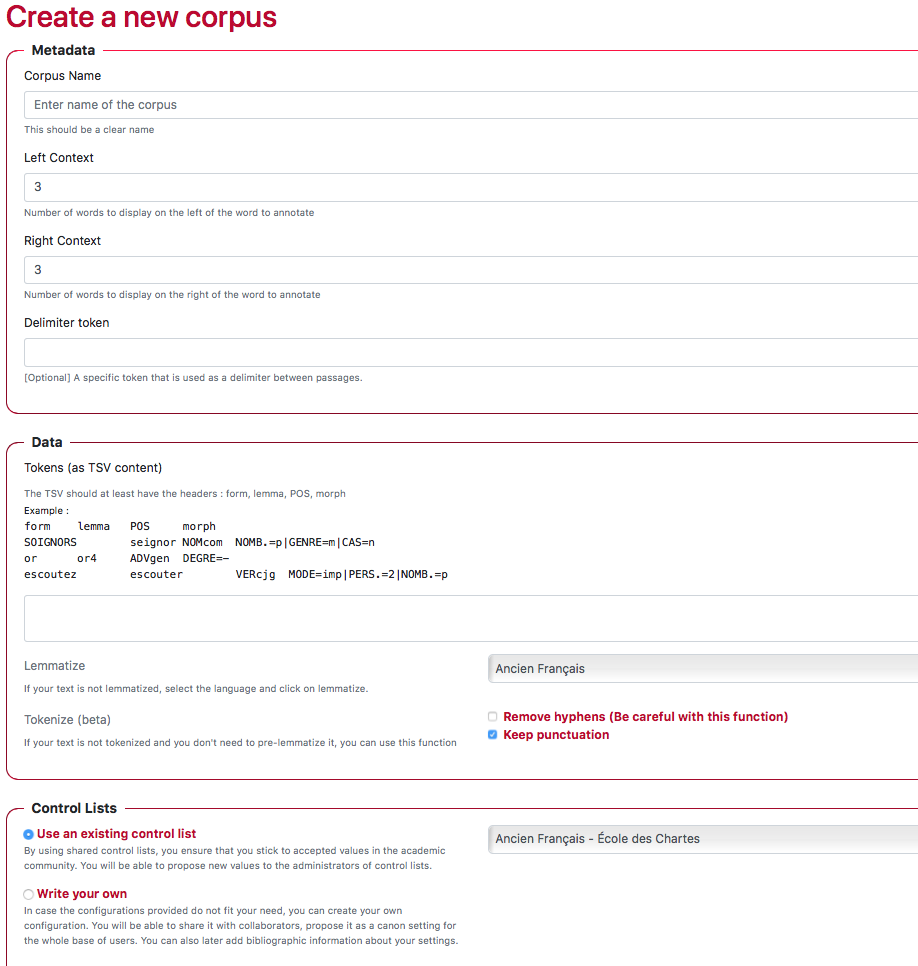 Create a new corpus
Metadata
Corpus Name
Enter name of the corpus
This should be a clear name
Left Context
3
Number of words to display on the left of the word to annotate
Right Context
3
Number of words to display on the right of the word to annotate
Delimiter token
[Optional] A specific token that is used as a delimiter between passages.
Data
Tokens (as TSV content)
The TSV should at least have the headers : form, lemma, POS, morph
Example :
form lemma POS morph
SOIGNORS seignor NOMcom NOMB.=p|GENRE=m|CAS=n
or or4 ADVgen DEGRE=-
escoutez escouter VERcjg MODE=imp|PERS.=2|NOMB.=p
Lemmatize
Ancien Français
If your text is not lemmatized, select the language and click on lemmatize.
Tokenize (beta)
Remove hyphens (Be careful with this function)
Keep punctuation
If your text is not tokenized and you don't need to pre-lemmatize it, you can use this function
Control Lists
Use an existing control list
Ancien Français - École des Chartes
By using shared control lists, you ensure that you stick to accepted values in the academic
community. You will be able to propose new values to the administrators of control lists.
Write your own
In case the configurations provided do not fit your need, you can create your own
configuration. You will be able to share it with collaborators, propose it as a canon setting for
the whole base of users. You can also later add bibliographic information about your settings.